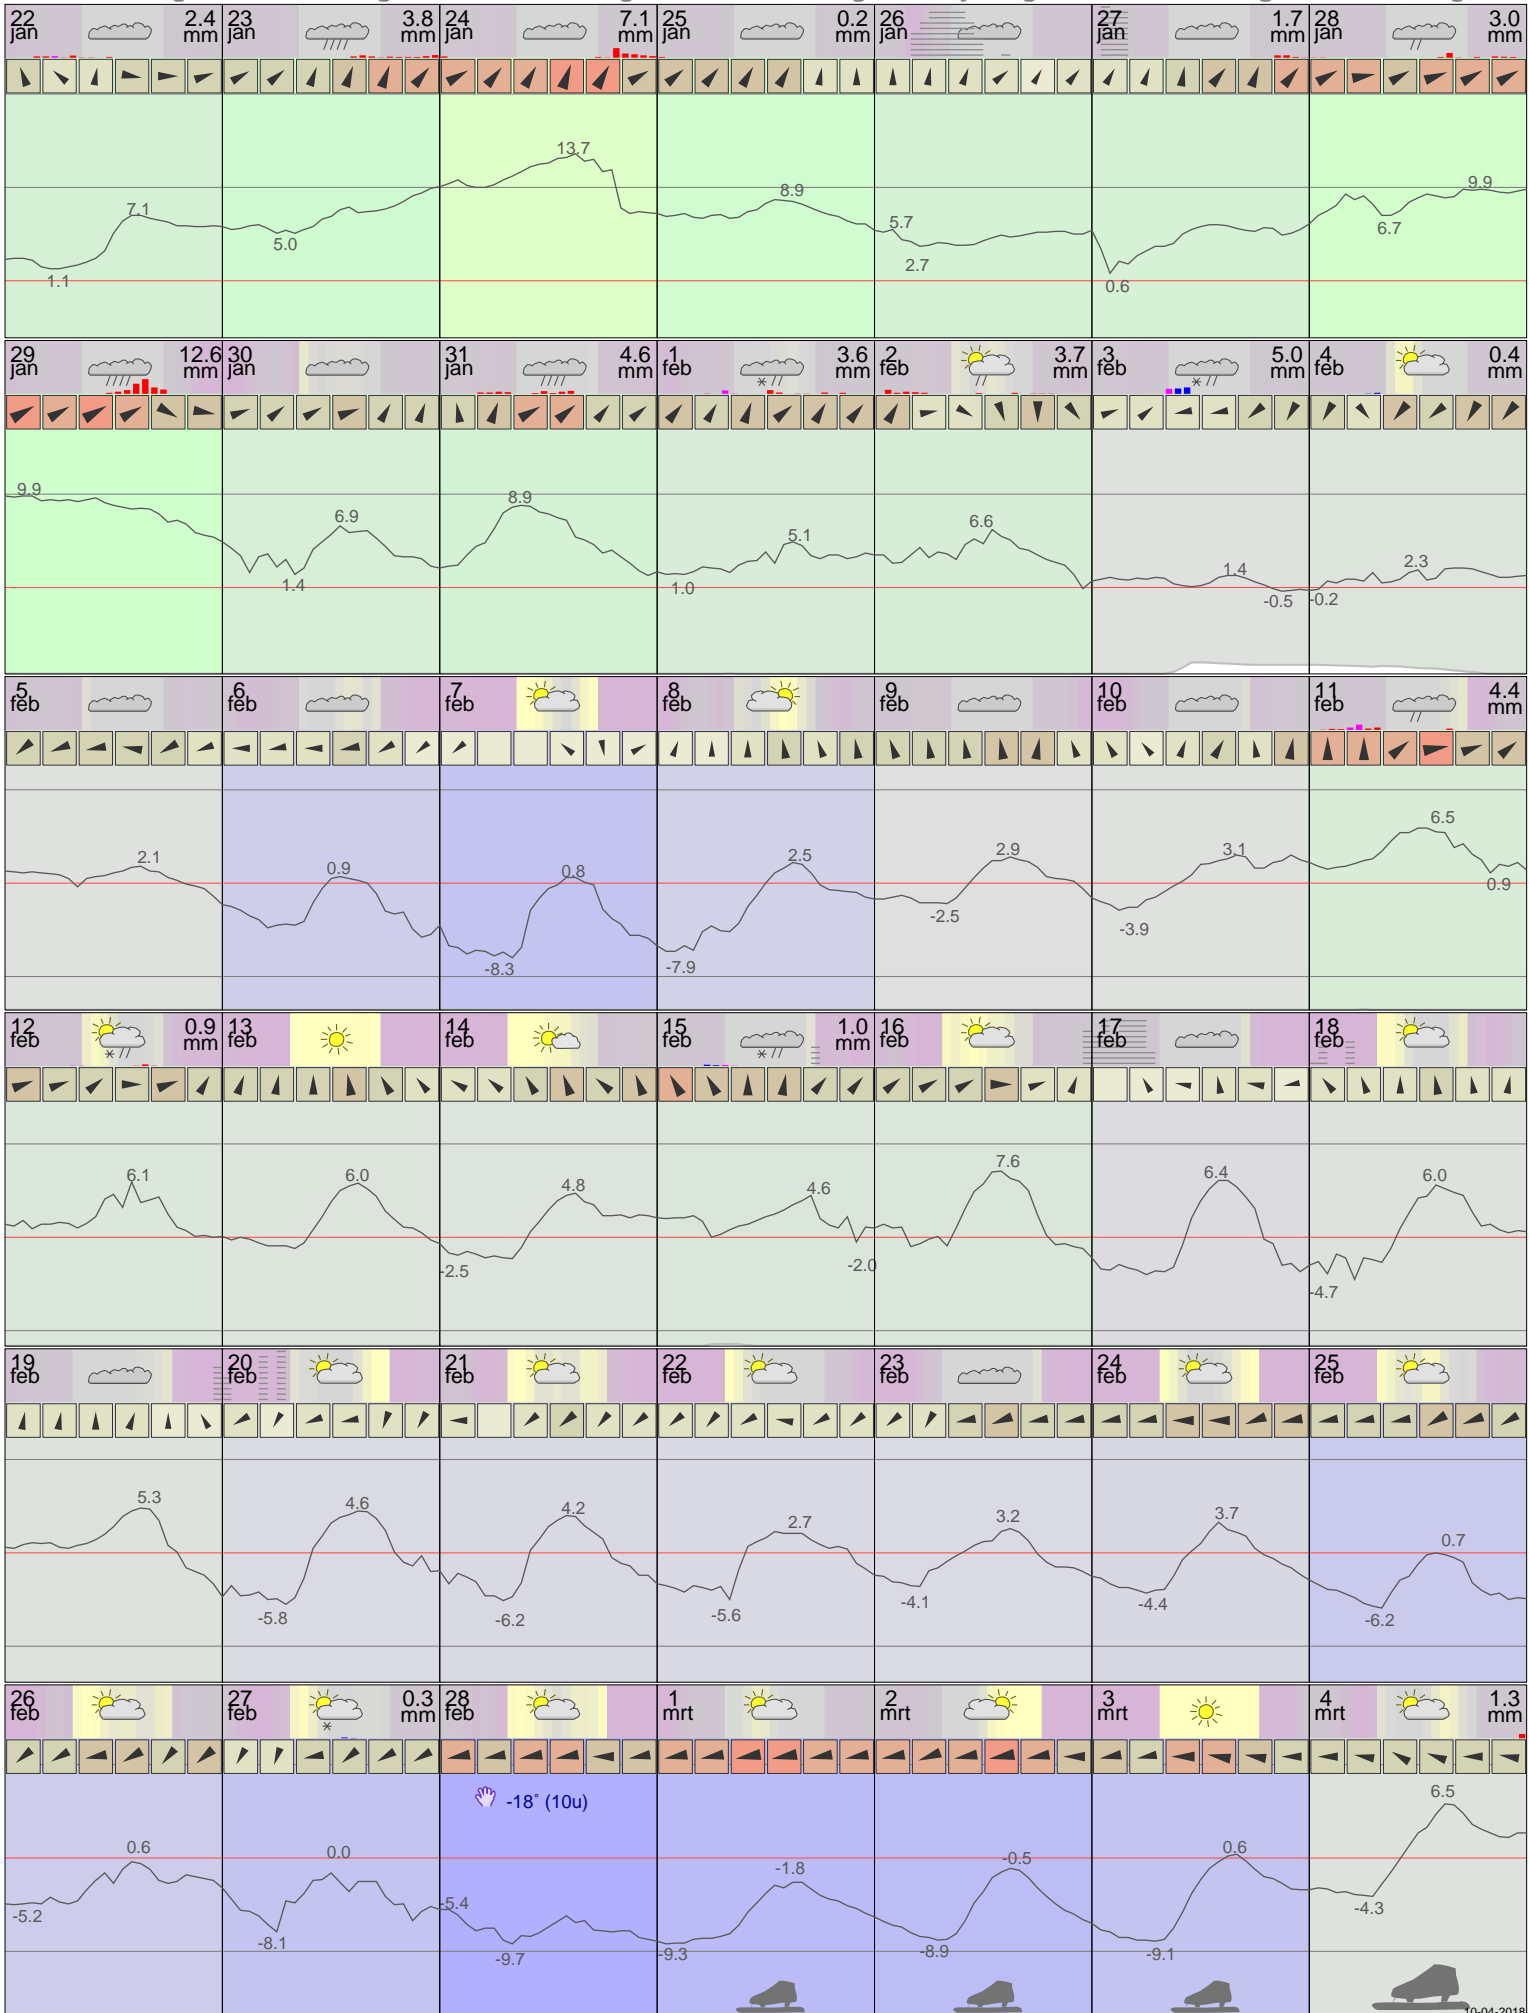 22 jan 2.4 mm
23 jan 3.8 mm
24 jan 7.1 mm
25 jan 0.2 mm
26 jan
27 jan 1.7 mm
28 jan 3.0 mm
1.1 7.1 5.0 13.7 8.9 5.7 2.7 0.6 6.7 9.9
29 jan 12.6 mm
30 jan
31 jan 4.6 mm
1 feb 3.6 mm
2 feb 3.7 mm
3 feb 5.0 mm
4 feb 0.4 mm
9.9 1.4 6.9 8.9 1.0 5.1 6.6 1.4 -0.5 -0.2 2.3
5 feb
6 feb
7 feb
8 feb
9 feb
10 feb
11 feb 4.4 mm
2.1 0.9 -8.3 0.8 -7.9 2.5 -2.5 2.9 -3.9 3.1 6.5 0.9
12 feb 0.9 mm
13 feb
14 feb
15 feb 1.0 mm
16 feb
17 feb
18 feb
6.1 6.0 -2.5 4.8 4.6 -2.0 7.6 6.4 -4.7 6.0
19 feb
20 feb
21 feb
22 feb
23 feb
24 feb
25 feb
5.3 -5.8 4.6 -6.2 4.2 -5.6 2.7 -4.1 3.2 -4.4 3.7 -6.2 0.7
26 feb
27 feb 0.3 mm
28 feb
1 mrt
2 mrt
3 mrt
4 mrt 1.3 mm
-18° (10u)
-5.2 0.6 -8.1 0.0 -5.4 -9.7 -9.3 -1.8 -8.9 -0.5 -9.1 0.6 -4.3 6.5
10-04-2018